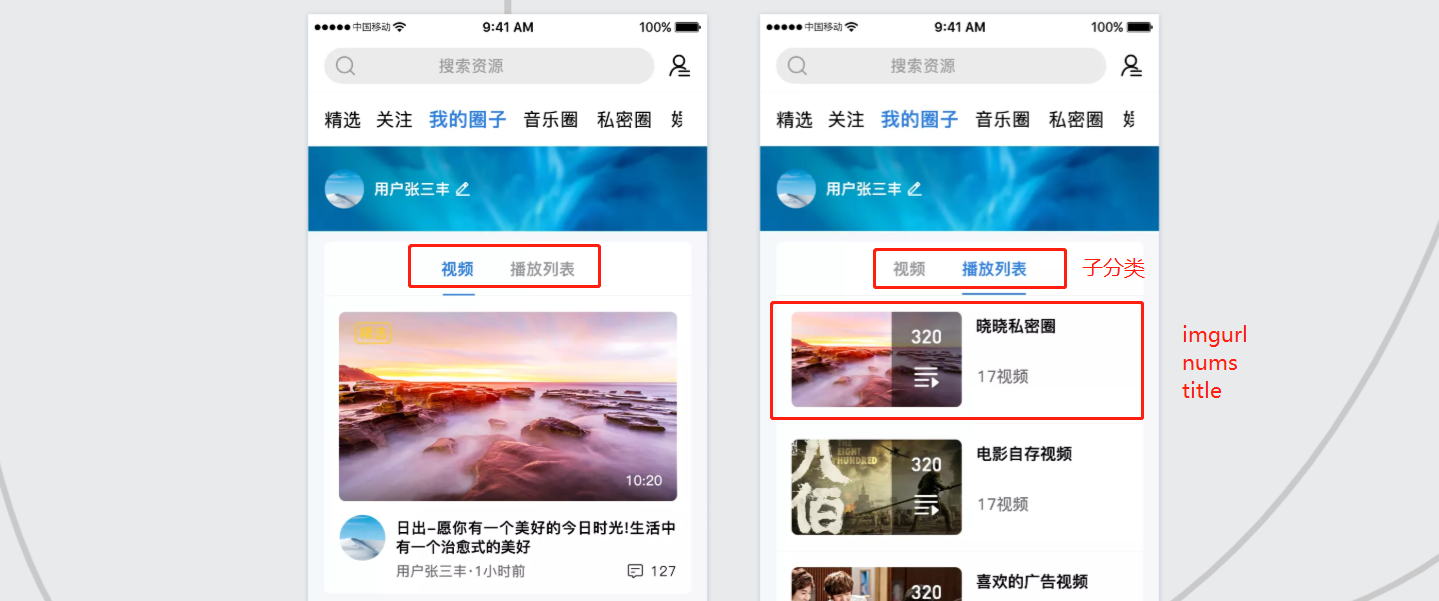 中国移动
9:41 AM
100%
搜索资源
精选 关注 我的圈子 音乐圈 私密圈
用户张三丰
视频 播放列表
精选
10:20
日出-愿你有一个美好的今日时光!生活中
有一个治愈式的美好
用户张三丰·1小时前
127
中国移动
9:41 AM
100%
搜索资源
精选 关注 我的圈子 音乐圈 私密圈
用户张三丰
视频 播放列表
子分类
320
晓晓私密圈
17视频
imgurl
nums
title
八佰
THE
EIGHT
HUNDRED
320
电影自存视频
17视频
320
喜欢的广告视频